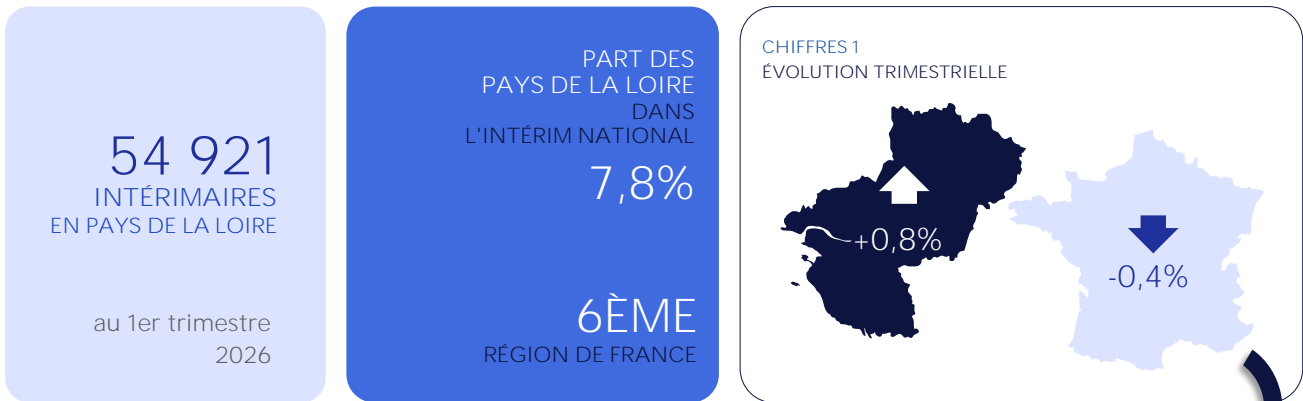 54 921
INTÉRIMAIRES
EN PAYS DE LA LOIRE
au 1er trimestre
2026
PART DES
PAYS DE LA LOIRE
DANS
L'INTÉRIM NATIONAL
7,8%
6ÈME
RÉGION DE FRANCE
CHIFFRES 1
ÉVOLUTION TRIMESTRIELLE
+0,8%
-0,4%